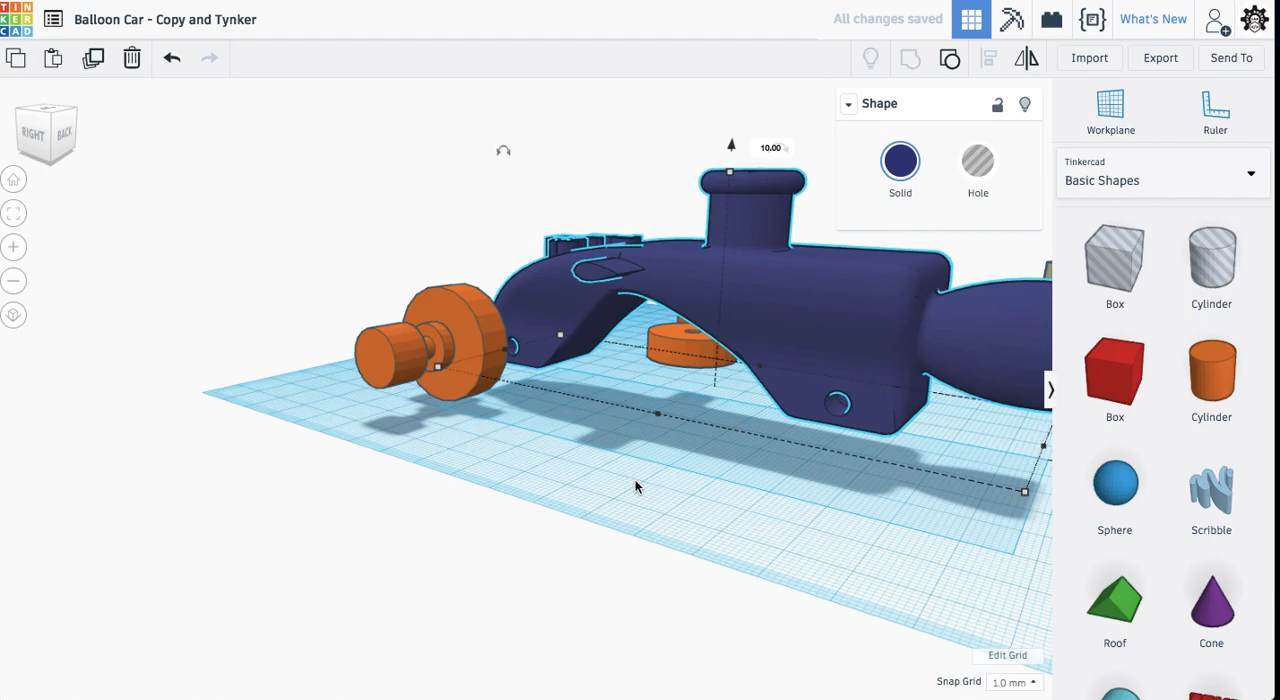 TIN
KER
CAD
Balloon Car - Copy and Tynker
All changes saved
What's New
Import
Export
Send To
RIGHT
BACK
10.00
Shape
Solid
Hole
Workplane
Ruler
Tinkercad
Basic Shapes
Box
Cylinder
Box
Cylinder
Sphere
Scribble
Roof
Cone
Edit Grid
Snap Grid
1.0 mm